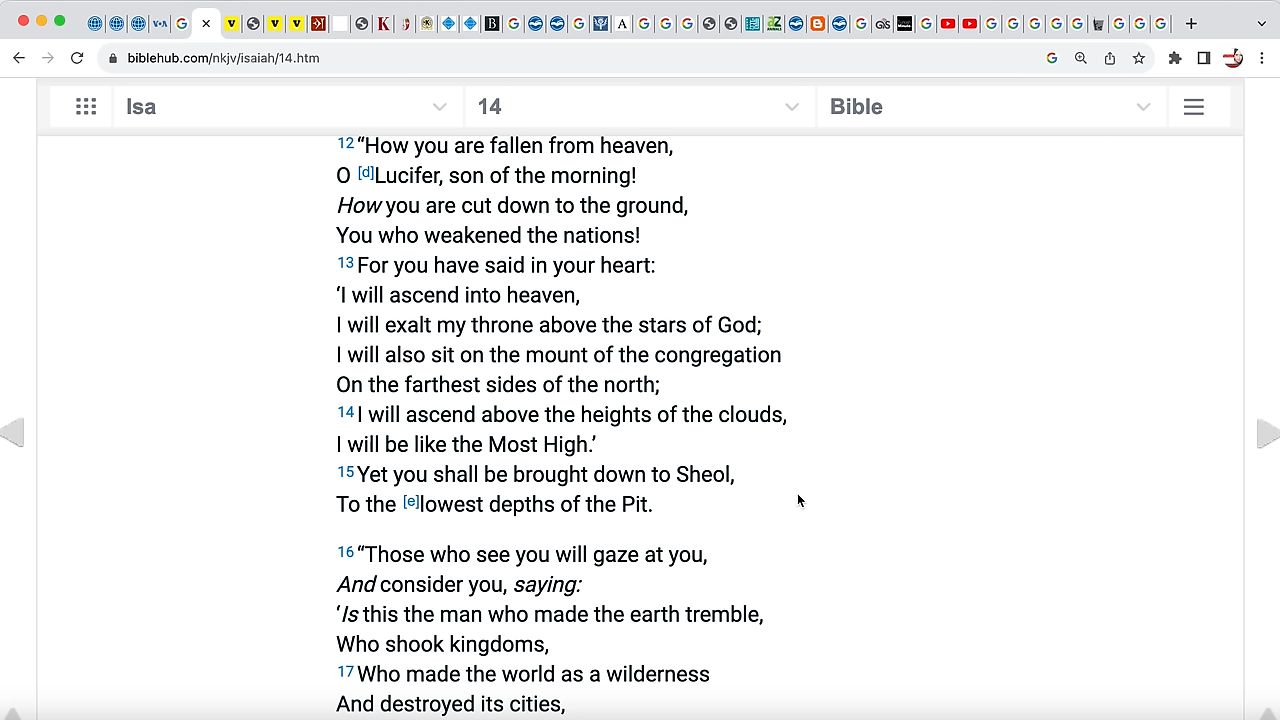 biblehub.com/nkjv/isaiah/14.htm
Isa 14 Bible
12 “How you are fallen from heaven,
O [d]Lucifer, son of the morning!
How you are cut down to the ground,
You who weakened the nations!
13 For you have said in your heart:
‘I will ascend into heaven,
I will exalt my throne above the stars of God;
I will also sit on the mount of the congregation
On the farthest sides of the north;
14 I will ascend above the heights of the clouds,
I will be like the Most High.’
15 Yet you shall be brought down to Sheol,
To the [e]lowest depths of the Pit.
16 “Those who see you will gaze at you,
And consider you, saying:
‘Is this the man who made the earth tremble,
Who shook kingdoms,
17 Who made the world as a wilderness
And destroyed its cities,